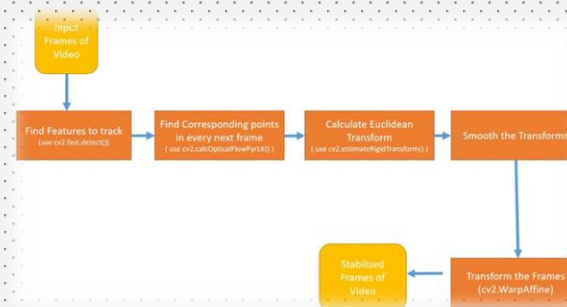 Input
Frames of
Video
Find Features to track
(use cv2.fast.detect())
Find Corresponding points
in every next frame
( use cv2.calcOpticalFlowPyrLK() )
Calculate Euclidean
Transform
( use cv2.estimateRigidTransform() )
Smooth the Transforms
Transform the Frames
(cv2.WarpAffine)
Stabilized
Frames of
Video